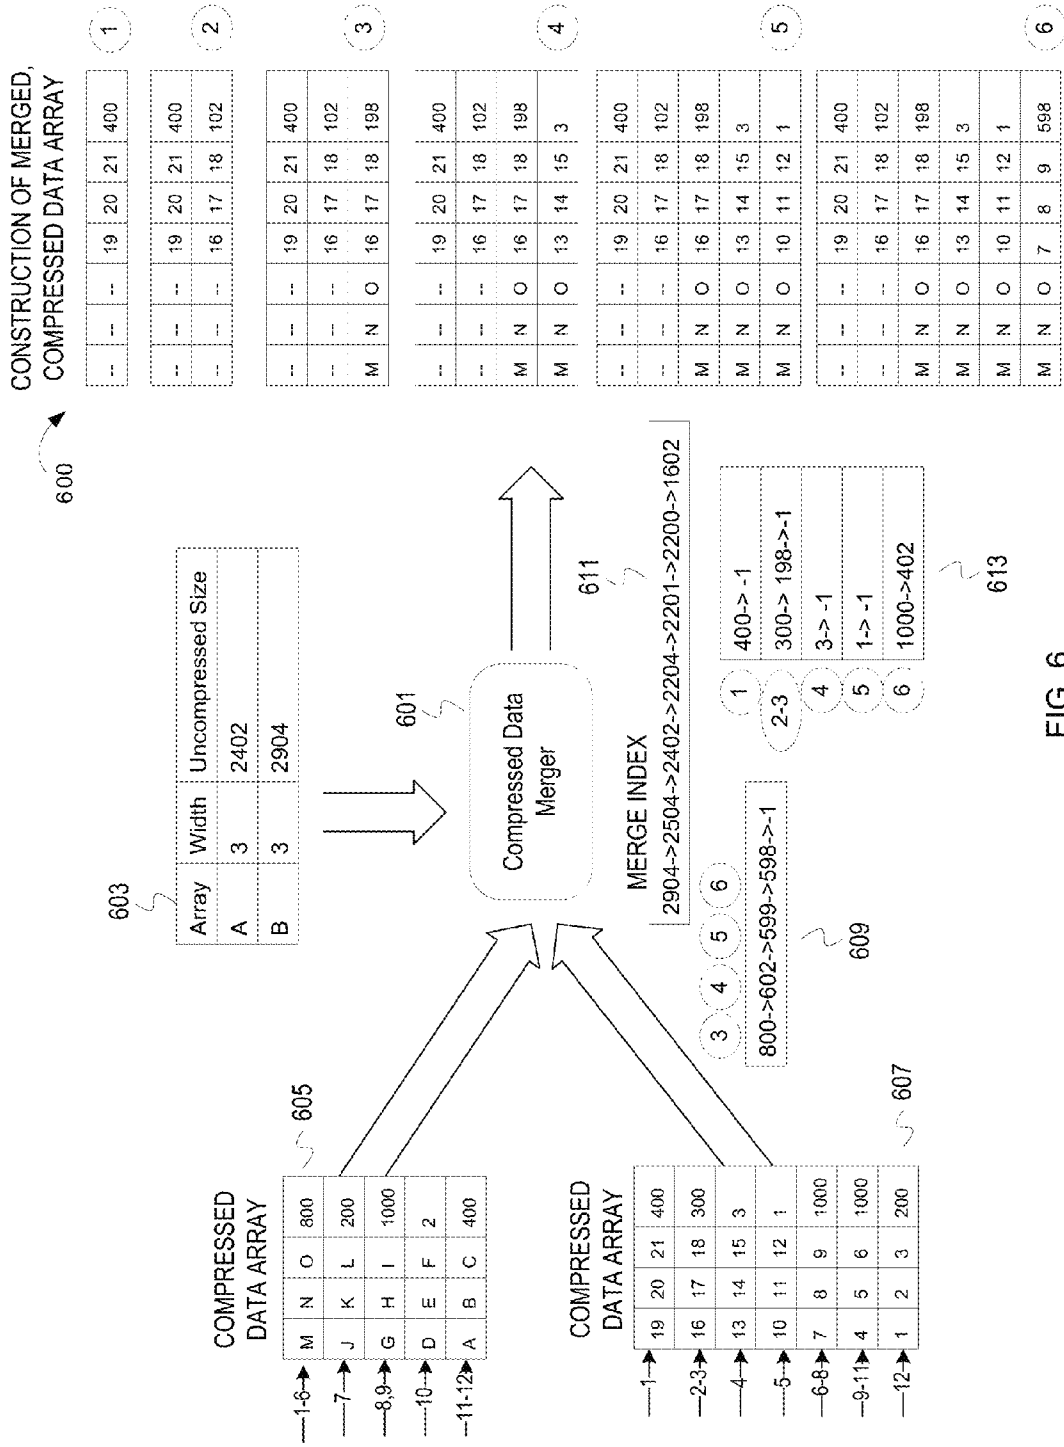 COMPRESSED
DATA ARRAY
605
---1-6 M N O 800
---7 J K L 200
---8,9 G H I 1000
---10 D E F 2
---11-12 A B C 400
COMPRESSED
DATA ARRAY
---1 19 20 21 400
---2-3 16 17 18 300
---4 13 14 15 3
---5 10 11 12 1
---6-8 7 8 9 1000
---9-11 4 5 6 1000
---12 1 2 3 200
607
603
Array Width Uncompressed Size
A 3 2402
B 3 2904
601
Compressed Data
Merger
MERGE INDEX
611
2904->2504->2402->2204->2201->2200->1602
3 4 5 6
800->602->599->598->-1
609
1 400-> -1
2-3 300-> 198->-1
4 3-> -1
5 1-> -1
6 1000->402
613
600
CONSTRUCTION OF MERGED,
COMPRESSED DATA ARRAY
-- -- -- 19 20 21 400
1
-- -- -- 19 20 21 400
-- -- -- 16 17 18 102
2
-- -- -- 19 20 21 400
-- -- -- 16 17 18 102
M N O 16 17 18 198
3
-- -- -- 19 20 21 400
-- -- -- 16 17 18 102
M N O 16 17 18 198
M N O 13 14 15 3
4
-- -- -- 19 20 21 400
-- -- -- 16 17 18 102
M N O 16 17 18 198
M N O 13 14 15 3
M N O 10 11 12 1
5
-- -- -- 19 20 21 400
-- -- -- 16 17 18 102
M N O 16 17 18 198
M N O 13 14 15 3
M N O 10 11 12 1
M N O 7 8 9 598
6
FIG. 6